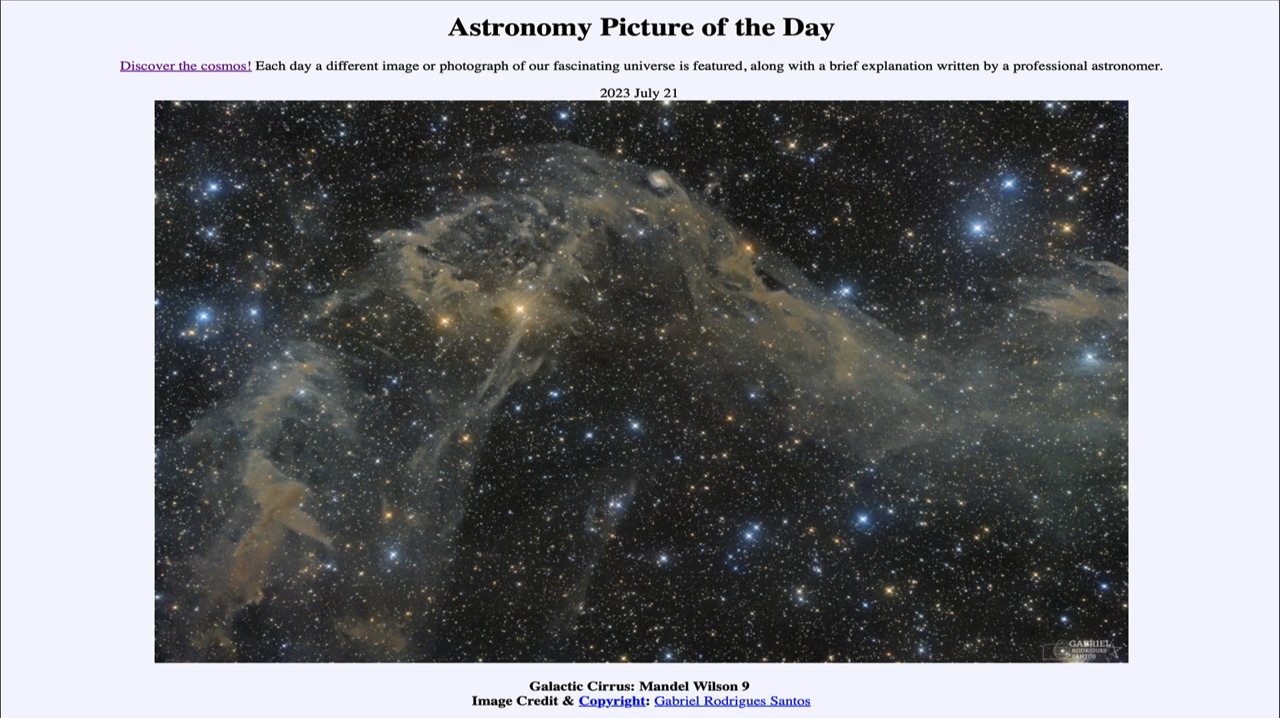 Astronomy Picture of the Day
Discover the cosmos! Each day a different image or photograph of our fascinating universe is featured, along with a brief explanation written by a professional astronomer.
2023 July 21
GABRIEL
RODRIGUES
SANTOS
Galactic Cirrus: Mandel Wilson 9
Image Credit & Copyright: Gabriel Rodrigues Santos